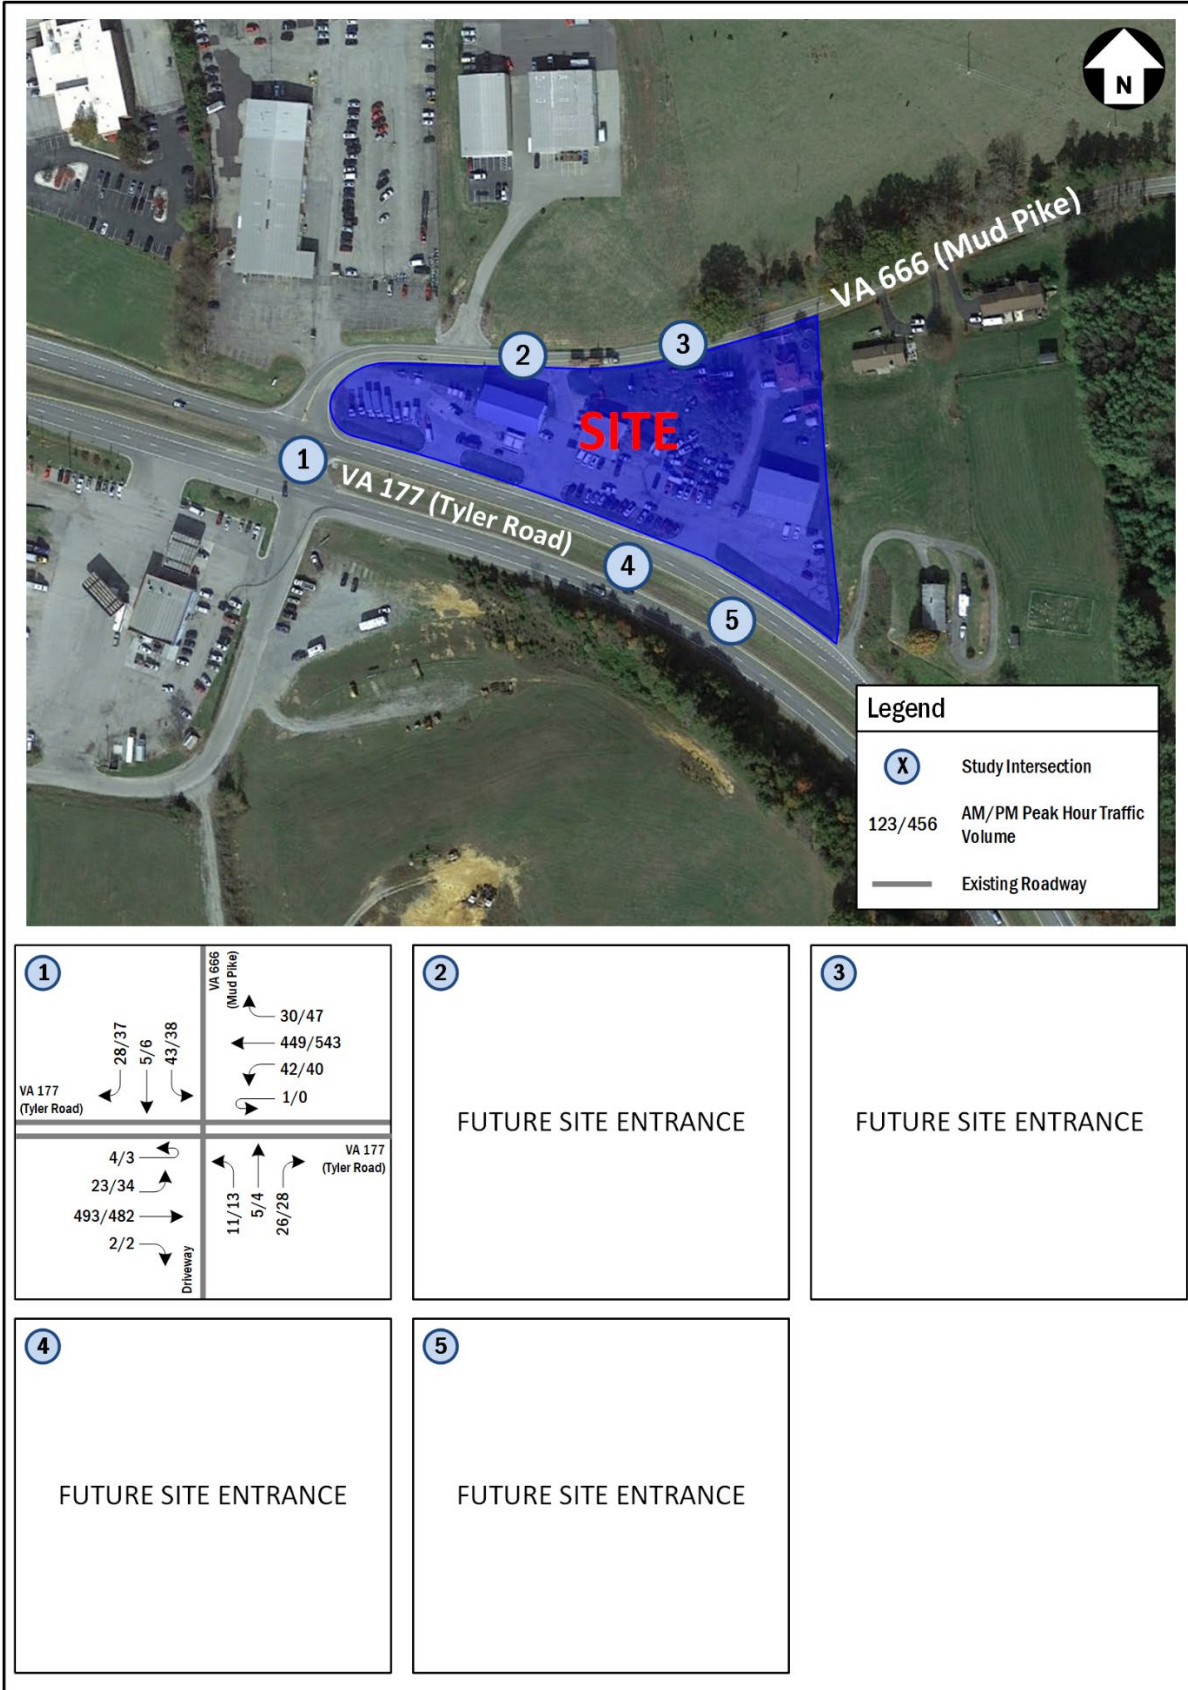 N
VA 666 (Mud Pike)
2
3
SITE
1
VA 177 (Tyler Road)
4
5
Legend
X Study Intersection
123/456 AM/PM Peak Hour Traffic
Volume
Existing Roadway
1
VA 666
(Mud Pike)
28/37
5/6
43/38
30/47
449/543
42/40
1/0
VA 177
(Tyler Road)
VA 177
(Tyler Road)
4/3
23/34
493/482
2/2
11/13
5/4
26/28
Driveway
2
FUTURE SITE ENTRANCE
3
FUTURE SITE ENTRANCE
4
FUTURE SITE ENTRANCE
5
FUTURE SITE ENTRANCE